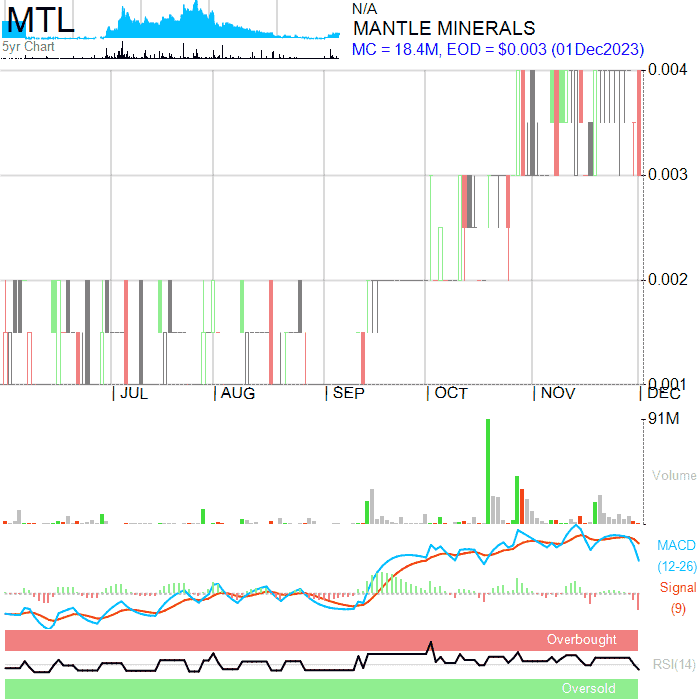 MTL
5yr Chart
N/A
MANTLE MINERALS
MC = 18.4M, EOD = $0.003 (01Dec2023)
0.004
0.003
0.002
0.001
| JUL | AUG | SEP | OCT | NOV | DEC
91M
Volume
MACD
(12-26)
Signal
(9)
Overbought
RSI(14)
Oversold